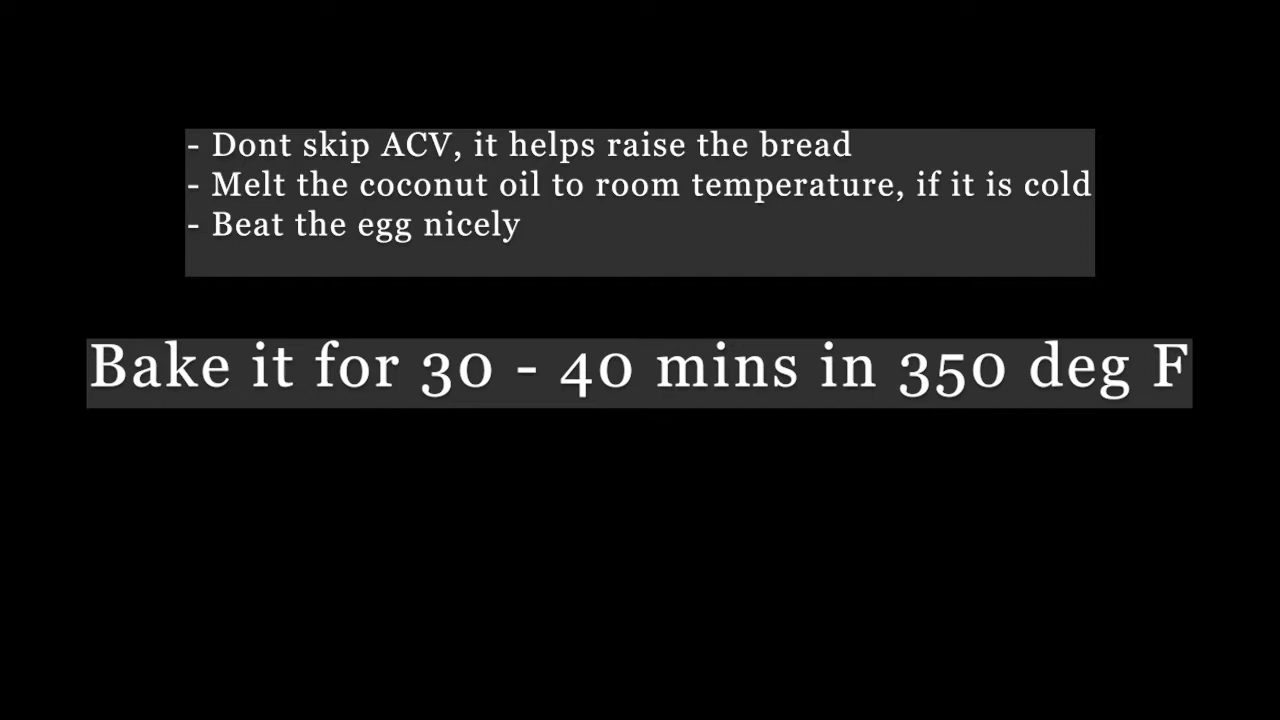 - Dont skip ACV, it helps raise the bread
- Melt the coconut oil to room temperature, if it is cold
- Beat the egg nicely
Bake it for 30 - 40 mins in 350 deg F